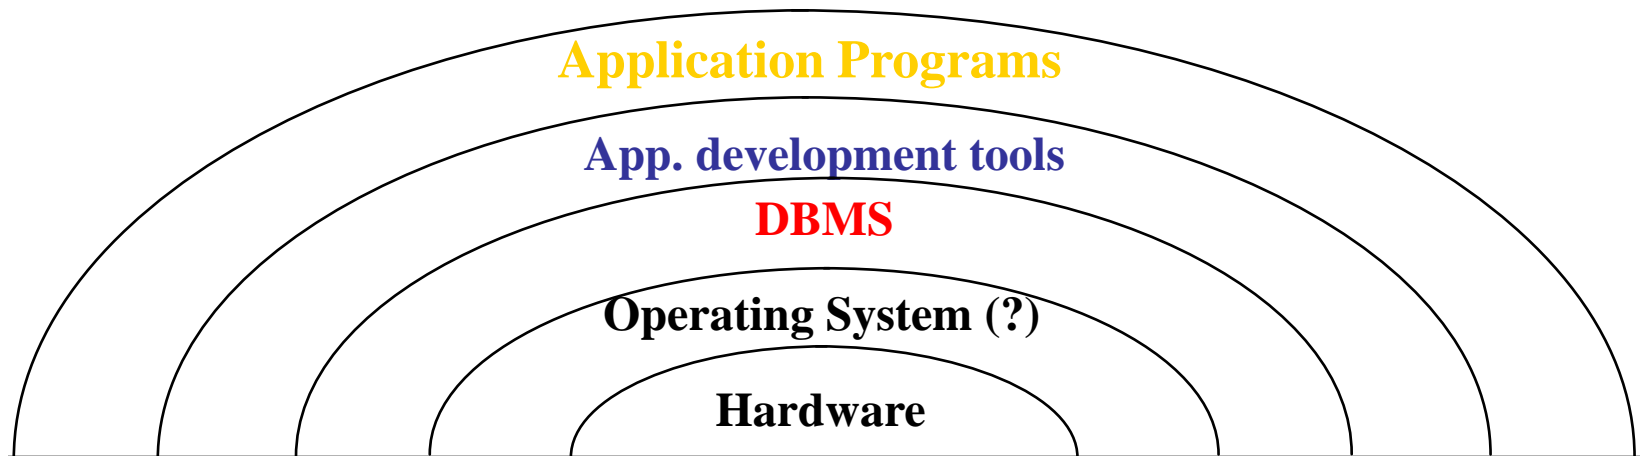 Application Programs
App. development tools
DBMS
Operating System (?)
Hardware